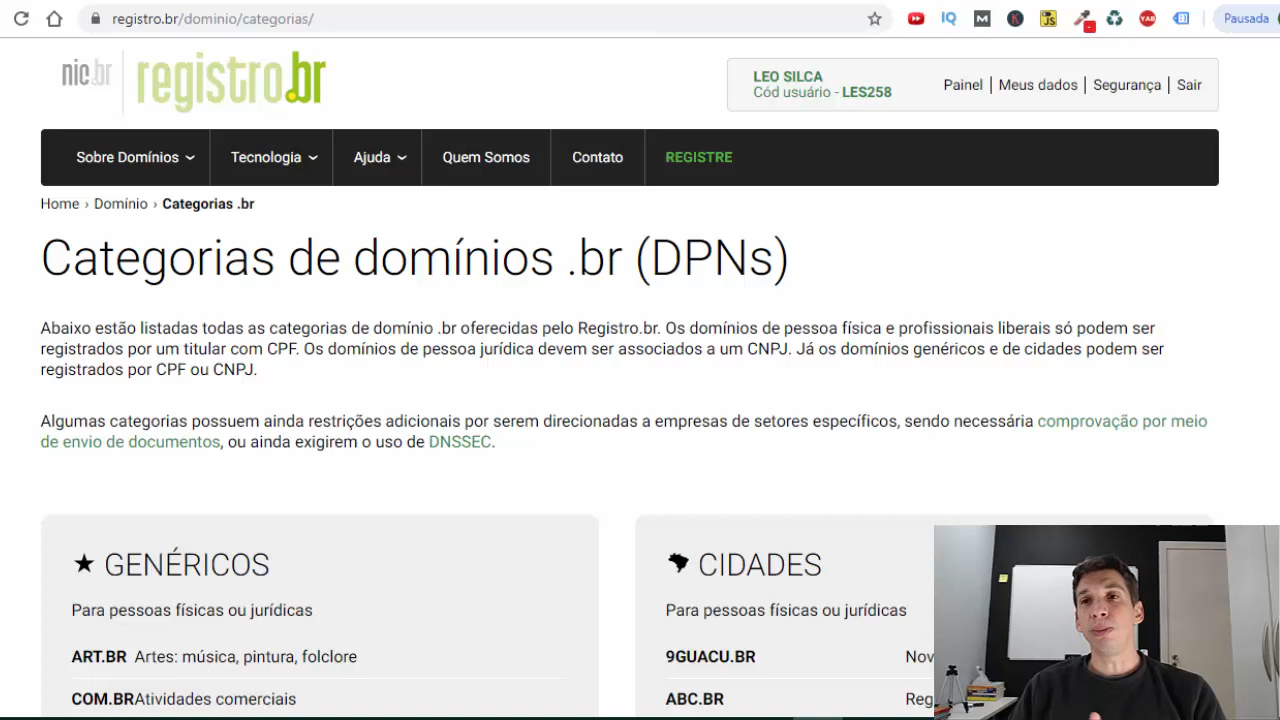 registro.br/dominio/categorias/
IQ
M
K
JS
YAB
Pausada
nic.br
registro.br
LEO SILCA
Cód usuário - LES258
Painel
Meus dados
Segurança
Sair
Sobre Domínios
Tecnologia
Ajuda
Quem Somos
Contato
REGISTRE
Home › Domínio › Categorias .br
Categorias de domínios .br (DPNs)
Abaixo estão listadas todas as categorias de domínio .br oferecidas pelo Registro.br. Os domínios de pessoa física e profissionais liberais só podem ser
registrados por um titular com CPF. Os domínios de pessoa jurídica devem ser associados a um CNPJ. Já os domínios genéricos e de cidades podem ser
registrados por CPF ou CNPJ.
Algumas categorias possuem ainda restrições adicionais por serem direcionadas a empresas de setores específicos, sendo necessária comprovação por meio
de envio de documentos, ou ainda exigirem o uso de DNSSEC.
GENÉRICOS
Para pessoas físicas ou jurídicas
ART.BR Artes: música, pintura, folclore
COM.BR Atividades comerciais
CIDADES
Para pessoas físicas ou jurídicas
9GUACU.BR Nov
ABC.BR Reg